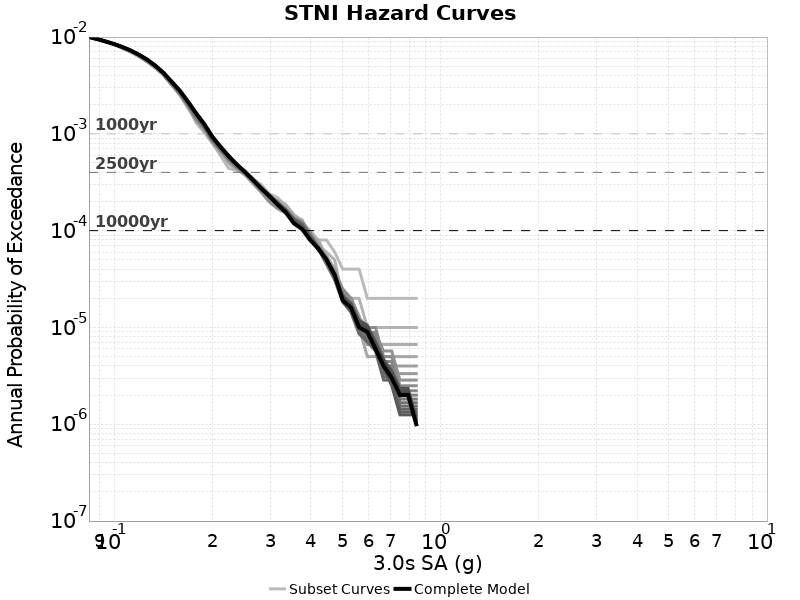 STNI Hazard Curves
Annual Probability of Exceedance
10^-2
10^-3
10^-4
10^-5
10^-6
10^-7
1000yr
2500yr
10000yr
9 10^-1 2 3 4 5 6 7 10^0 2 3 4 5 6 7 10^1
3.0s SA (g)
Subset Curves Complete Model